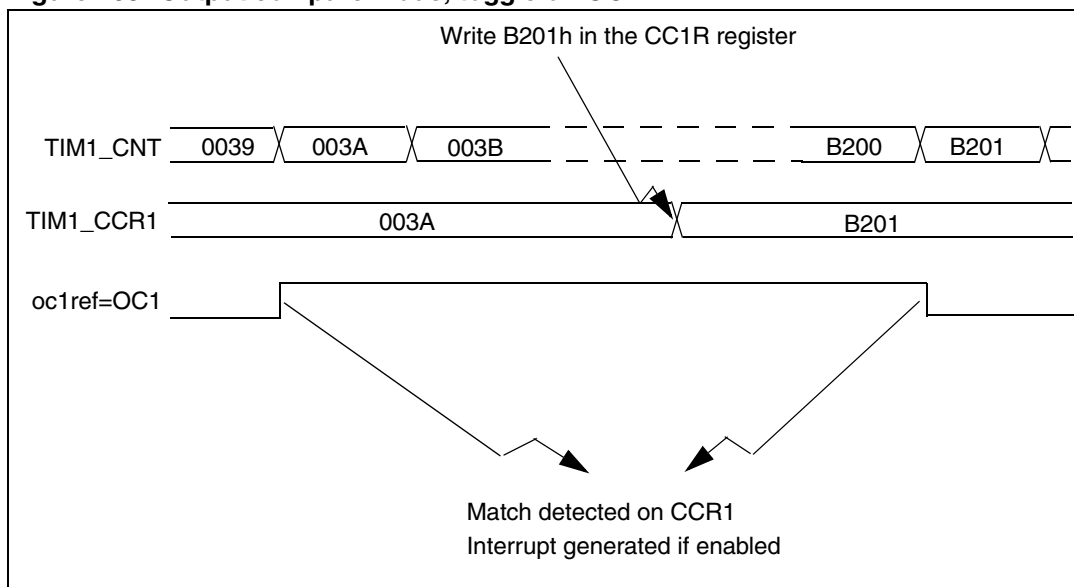 Write B201h in the CC1R register
TIM1_CNT 0039 003A 003B B200 B201
TIM1_CCR1 003A B201
oc1ref=OC1
Match detected on CCR1
Interrupt generated if enabled